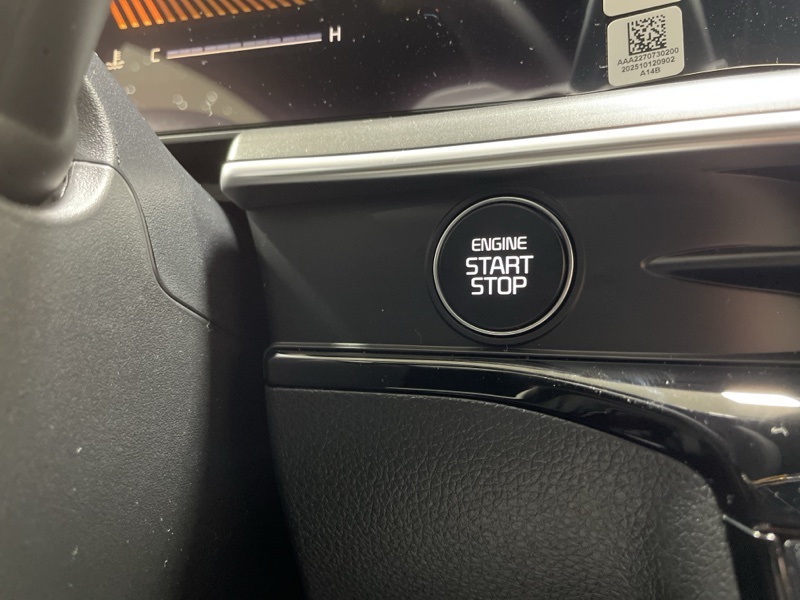 C H
AAA2270730200
202510120902
A14B
ENGINE
START
STOP